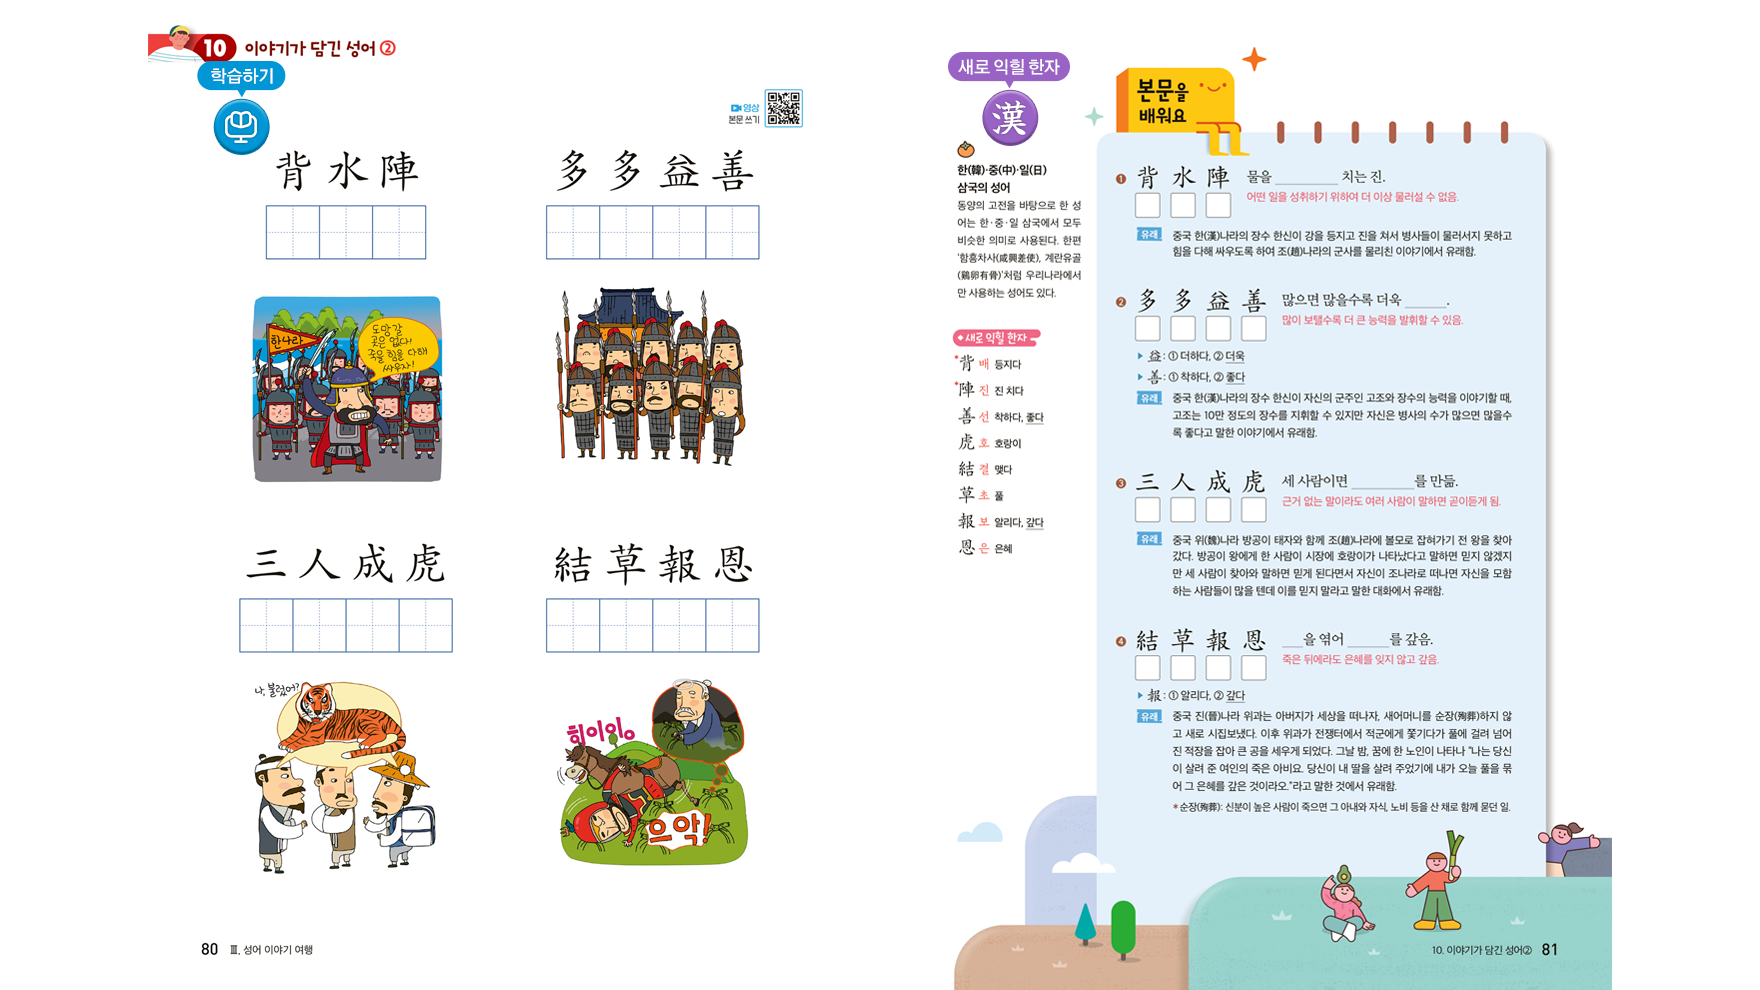 10 이야기가 담긴 성어 ②
학습하기
영상
본문 쓰기
背水陣
多多益善
한나라
도망갈
곳은 없다!
죽을 힘을 다해
싸우자!
三人成虎
結草報恩
나, 불렀어?
히이잉
으악!
80 Ⅲ. 성어 이야기 여행
새로 익힐 한자
漢
한(韓)·중(中)·일(日)
삼국의 성어
동양의 고전을 바탕으로 한 성
어는 한·중·일 삼국에서 모두
비슷한 의미로 사용된다. 한편
'함흥차사(咸興差使), 계란유골
(鷄卵有骨)'처럼 우리나라에서
만 사용하는 성어도 있다.
새로 익힐 한자
*背 배 등지다
*陣 진 진 치다
善 선 착하다, 좋다
虎 호 호랑이
結 결 맺다
草 초 풀
報 보 알리다, 갚다
恩 은 은혜
본문을
배워요
❶ 背水陣 물을 ________ 치는 진.
어떤 일을 성취하기 위하여 더 이상 물러설 수 없음.
유래 중국 한(漢)나라의 장수 한신이 강을 등지고 진을 쳐서 병사들이 물러서지 못하고
힘을 다해 싸우도록 하여 조(趙)나라의 군사를 물리친 이야기에서 유래함.
❷ 多多益善 많으면 많을수록 더욱 ______.
많이 보탤수록 더 큰 능력을 발휘할 수 있음.
▶ 益: ① 더하다, ② 더욱
▶ 善: ① 착하다, ② 좋다
유래 중국 한(漢)나라의 장수 한신이 자신의 군주인 고조와 장수의 능력을 이야기할 때,
고조는 10만 정도의 장수를 지휘할 수 있지만 자신은 병사의 수가 많으면 많을수
록 좋다고 말한 이야기에서 유래함.
❸ 三人成虎 세 사람이면 ________를 만듦.
근거 없는 말이라도 여러 사람이 말하면 곧이듣게 됨.
유래 중국 위(魏)나라 방공이 태자와 함께 조(趙)나라에 볼모로 잡혀가기 전 왕을 찾아
갔다. 방공이 왕에게 한 사람이 시장에 호랑이가 나타났다고 말하면 믿지 않겠지
만 세 사람이 찾아와 말하면 믿게 된다면서 자신이 조나라로 떠나면 자신을 모함
하는 사람들이 많을 텐데 이를 믿지 말라고 말한 대화에서 유래함.
❹ 結草報恩 ___을 엮어 ______를 갚음.
죽은 뒤에라도 은혜를 잊지 않고 갚음.
▶ 報: ① 알리다, ② 갚다
유래 중국 진(晉)나라 위과는 아버지가 세상을 떠나자, 새어머니를 순장(殉葬)하지 않
고 새로 시집보냈다. 이후 위과가 전쟁터에서 적군에게 쫓기다가 풀에 걸려 넘어
진 적장을 잡아 큰 공을 세우게 되었다. 그날 밤, 꿈에 한 노인이 나타나 "나는 당신
이 살려 준 여인의 죽은 아비요. 당신이 내 딸을 살려 주었기에 내가 오늘 풀을 묶
어 그 은혜를 갚은 것이라오."라고 말한 것에서 유래함.
*순장(殉葬): 신분이 높은 사람이 죽으면 그 아내와 자식, 노비 등을 산 채로 함께 묻던 일.
10. 이야기가 담긴 성어② 81